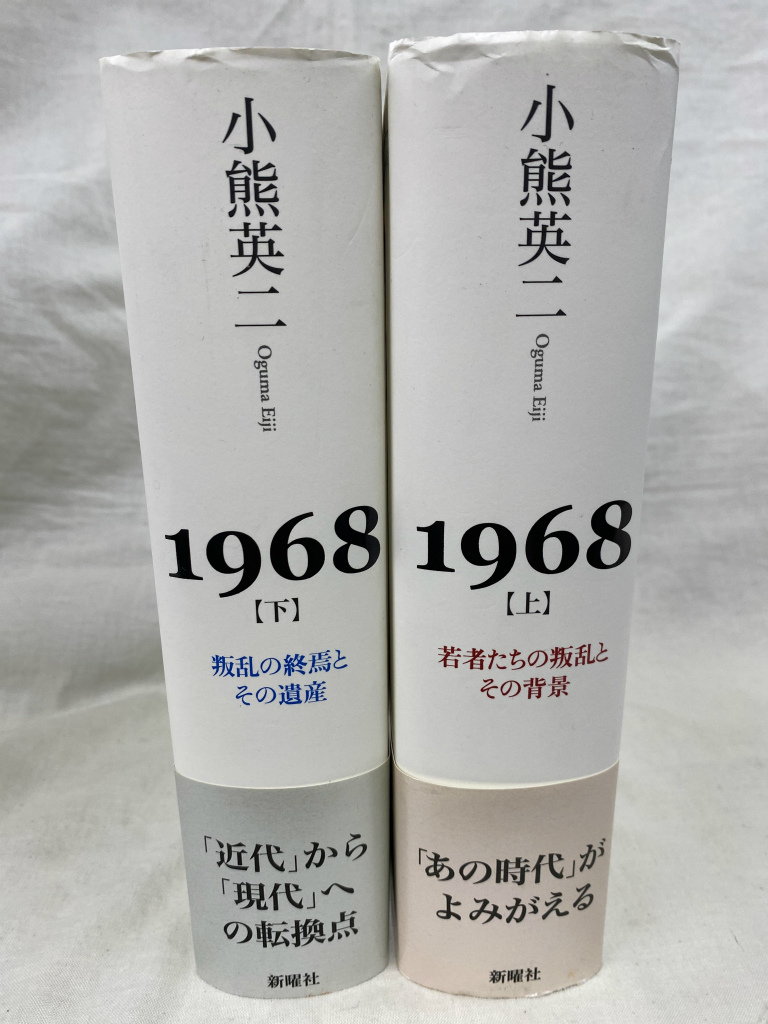 小熊英二
Oguma Eiji
1968
【下】
叛乱の終焉と
その遺産
「近代」から
「現代」へ
の転換点
新曜社
小熊英二
Oguma Eiji
1968
【上】
若者たちの叛乱と
その背景
「あの時代」が
よみがえる
新曜社